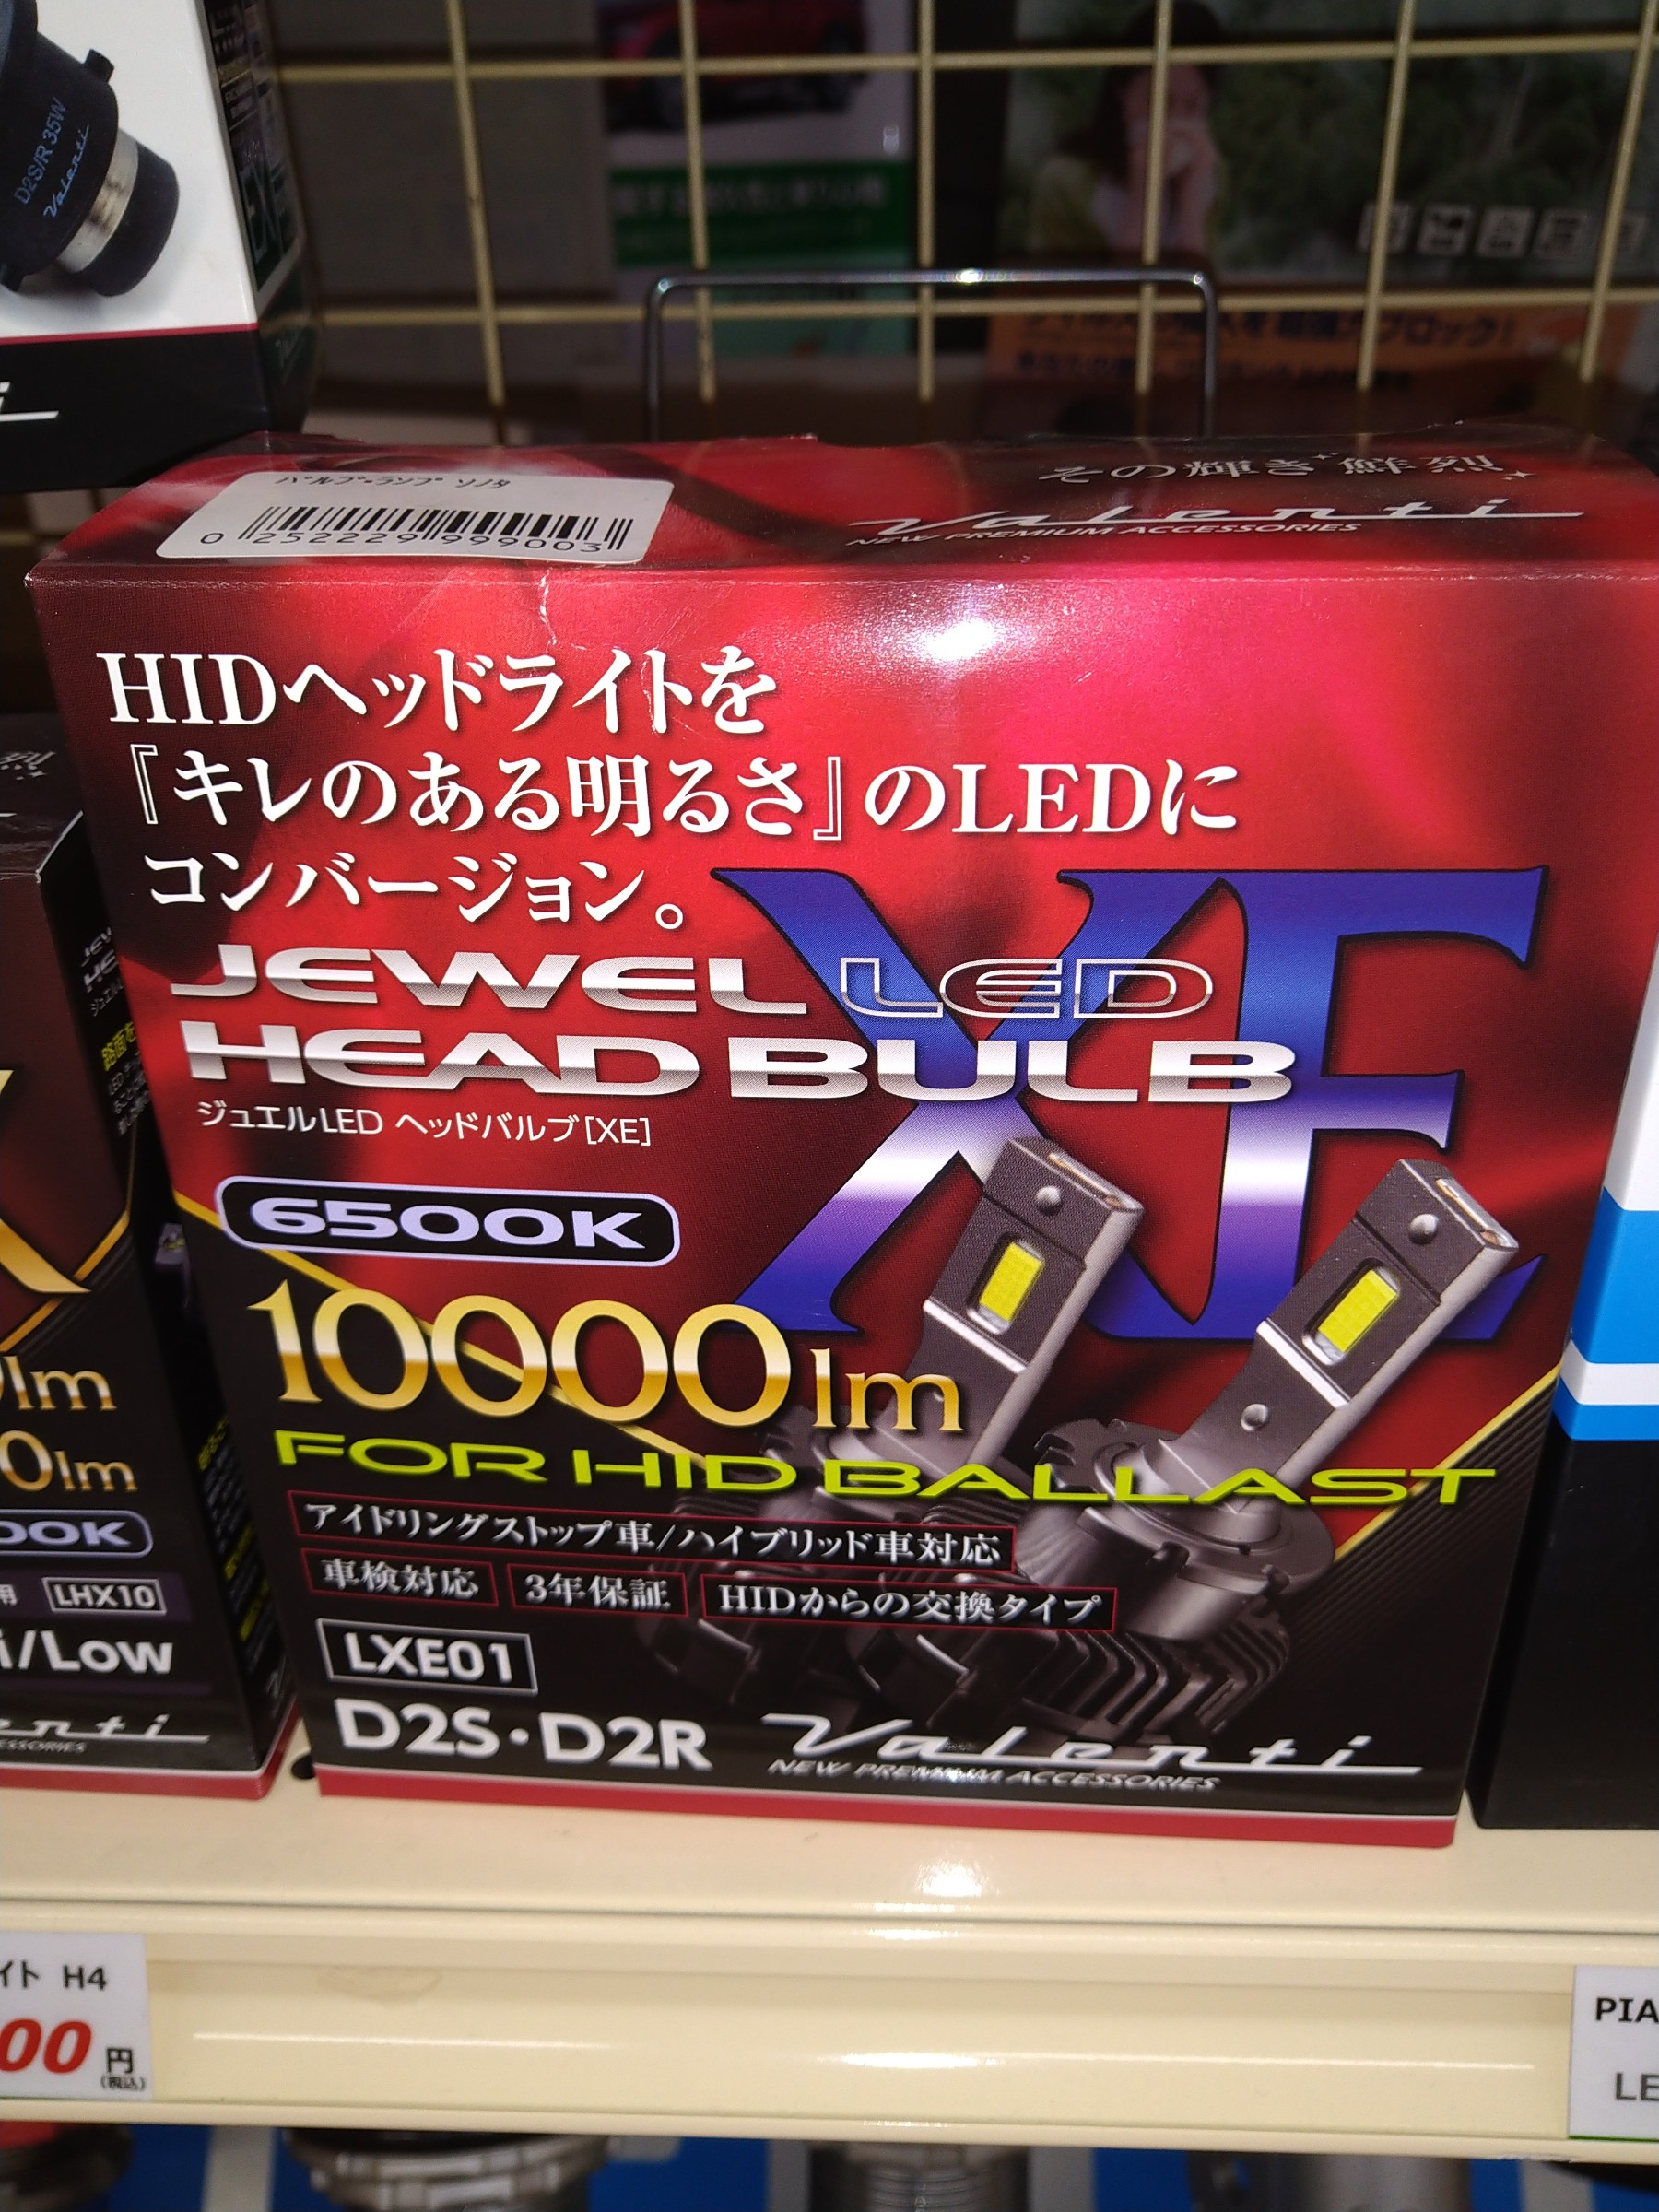 D2S/R 35W
Valenti
バルブ・ランプ ソノタ
0 252229 999003
その輝き 鮮烈
Valenti
NEW PREMIUM ACCESSORIES
HIDヘッドライトを
『キレのある明るさ』のLEDに
コンバージョン。
XE
JEWEL LED
HEAD BULB
ジュエルLED ヘッドバルブ[XE]
6500K
10000lm
FOR HID BALLAST
アイドリングストップ車/ハイブリッド車対応
車検対応 3年保証 HIDからの交換タイプ
LXE01
D2S・D2R
Valenti
NEW PREMIUM ACCESSORIES
lm
0lm
00K
用 LHX10
i/Low
enti
ESSORIES
イト H4
00円
(税込)
PIA
LE